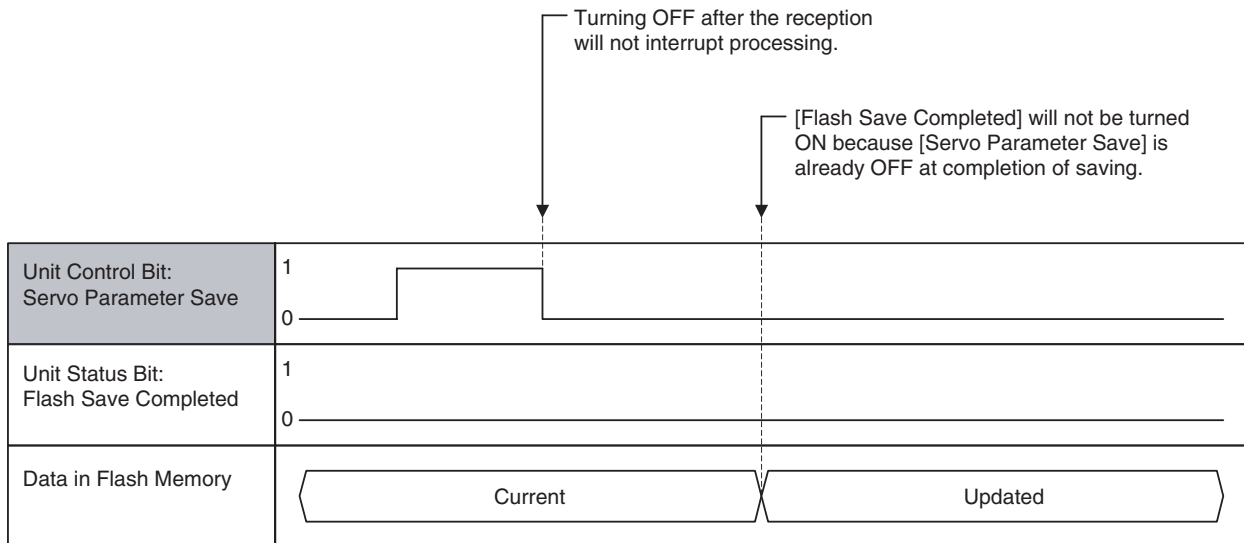 Turning OFF after the reception
will not interrupt processing.
[Flash Save Completed] will not be turned
ON because [Servo Parameter Save] is
already OFF at completion of saving.
Unit Control Bit:
Servo Parameter Save
1
0
Unit Status Bit:
Flash Save Completed
1
0
Data in Flash Memory
Current
Updated